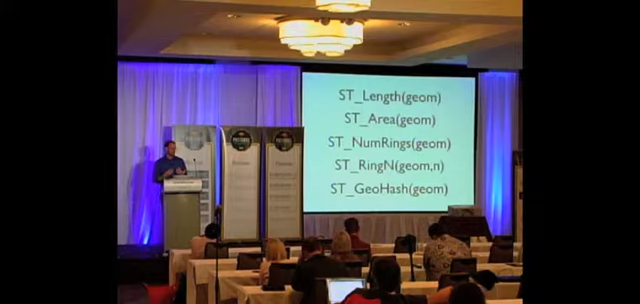 ST_Length(geom)
ST_Area(geom)
ST_NumRings(geom)
ST_RingN(geom,n)
ST_GeoHash(geom)